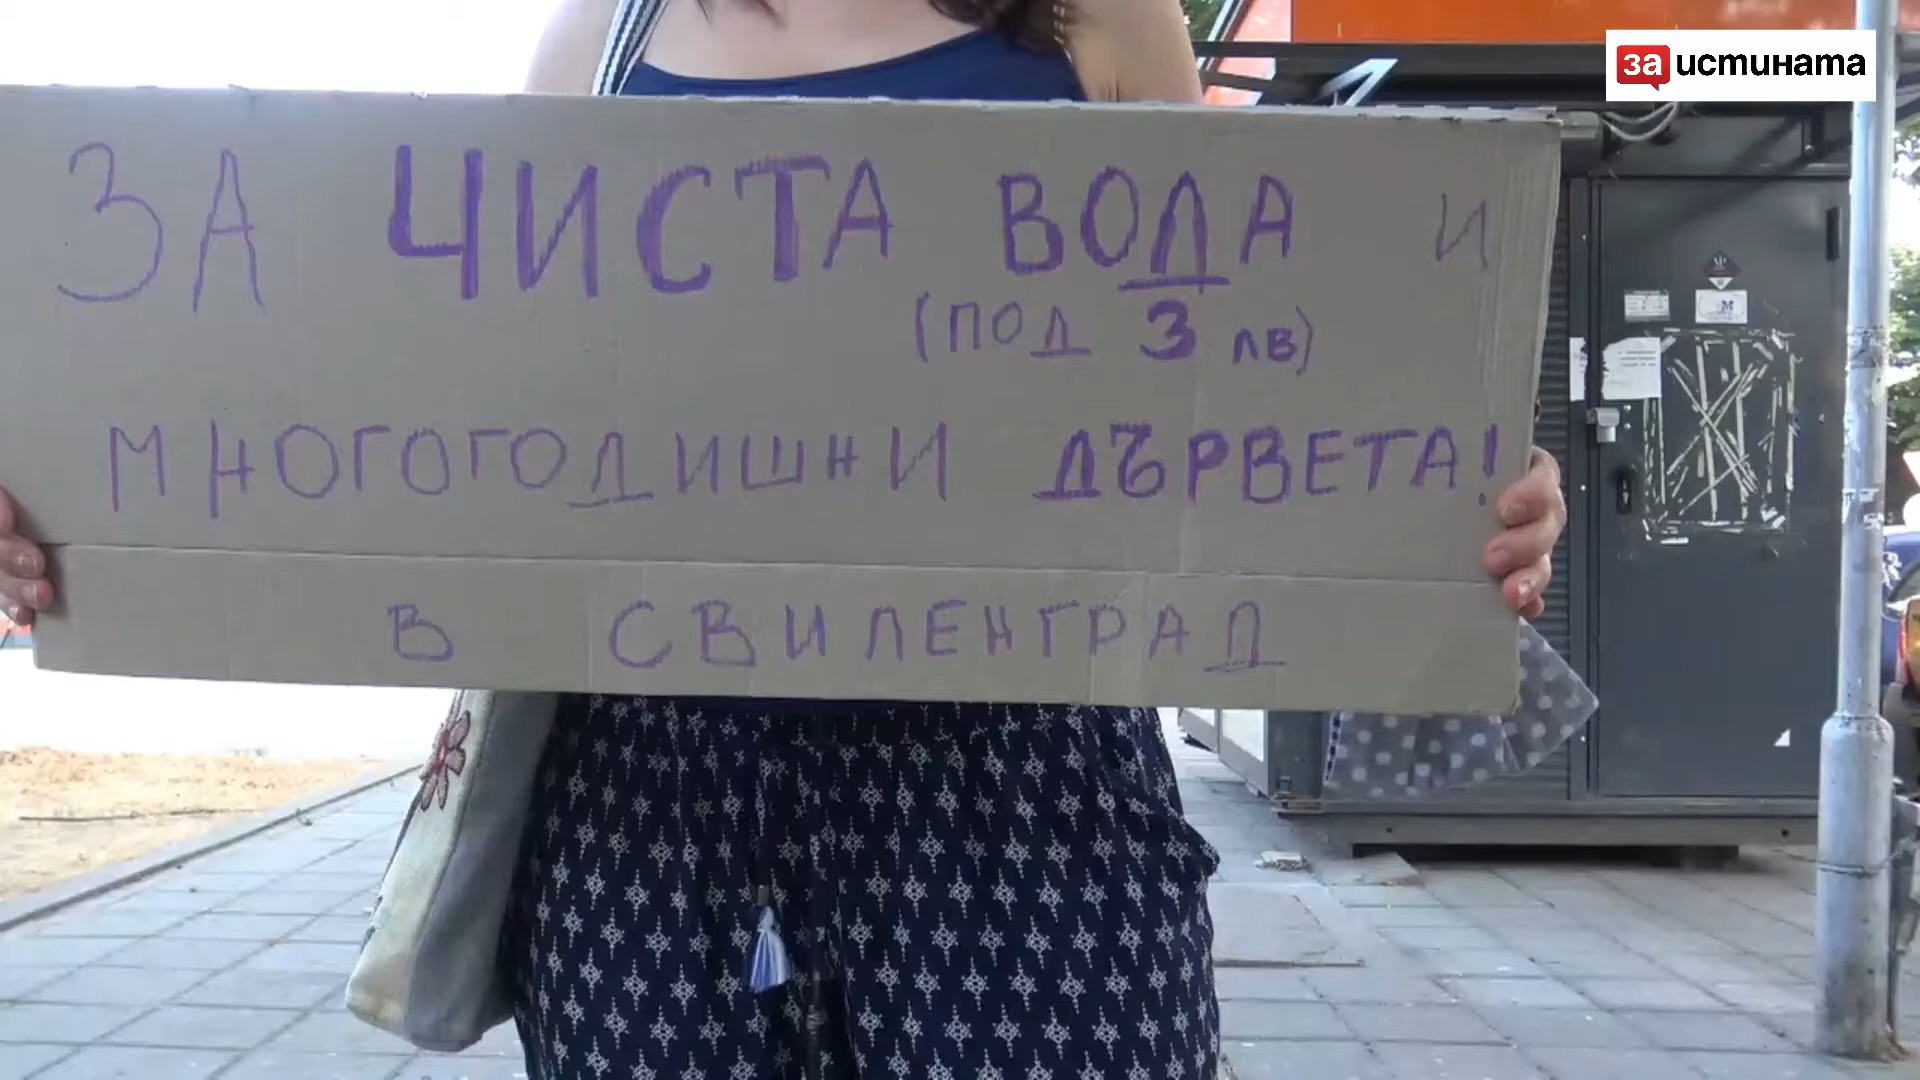 за истината
ЗА ЧИСТА ВОДА И
(ПОД 3 лв)
МНОГОГОДИШНИ ДЪРВЕТА!
В СВИЛЕНГРАД